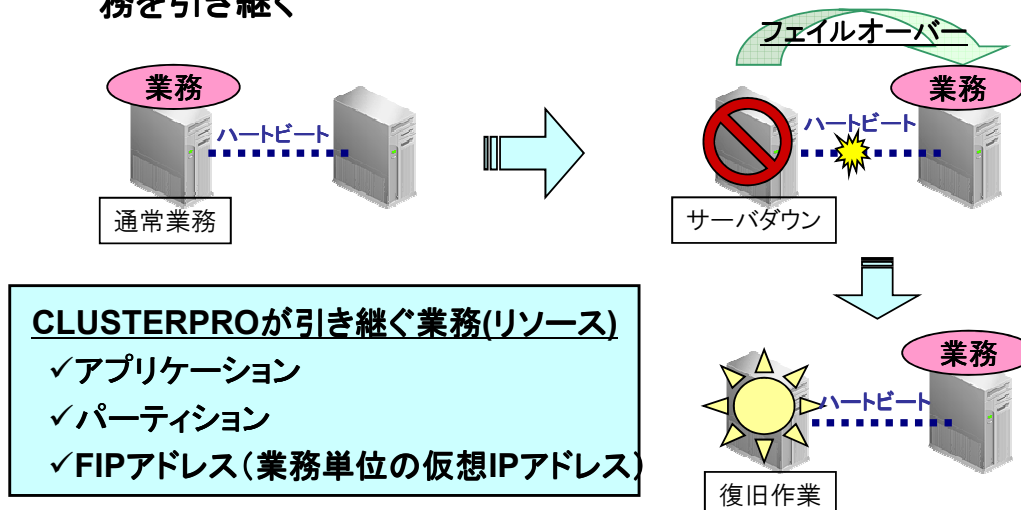 務を引き継ぐ
フェイルオーバー
業務
業務
ハートビート
ハートビート
通常業務
サーバダウン
CLUSTERPROが引き継ぐ業務(リソース)
✓アプリケーション
✓パーティション
✓FIPアドレス(業務単位の仮想IPアドレス)
業務
ハートビート
復旧作業